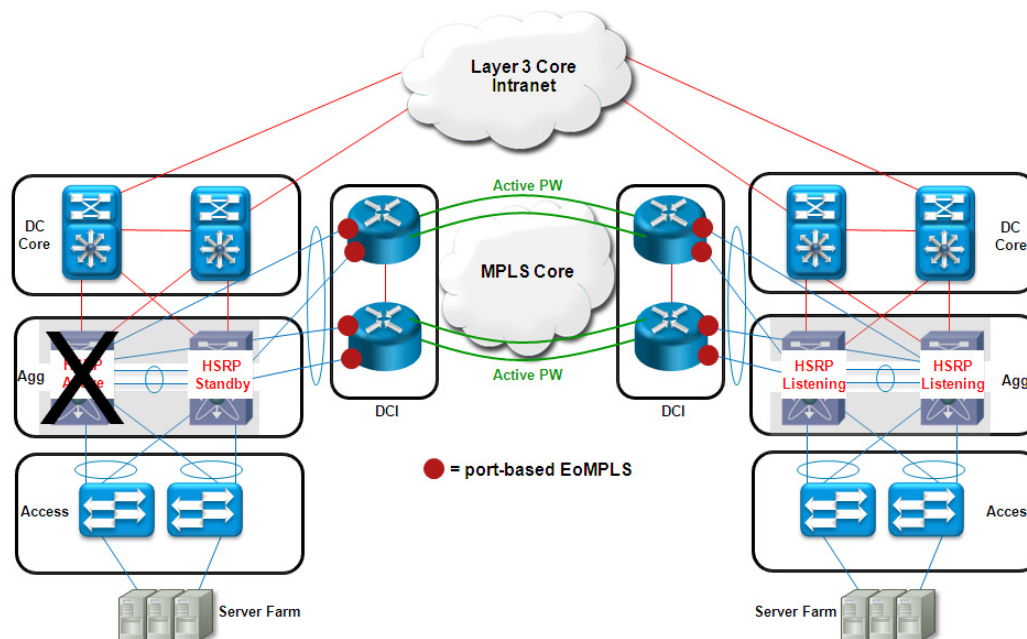 Layer 3 Core
Intranet
DC
Core
Active PW
MPLS Core
Active PW
DCI
DCI
DC
Core
Agg
HSRP
HSRP
Standby
HSRP
Listening
HSRP
Listening
Agg
= port-based EoMPLS
Access
Access
Server Farm
Server Farm